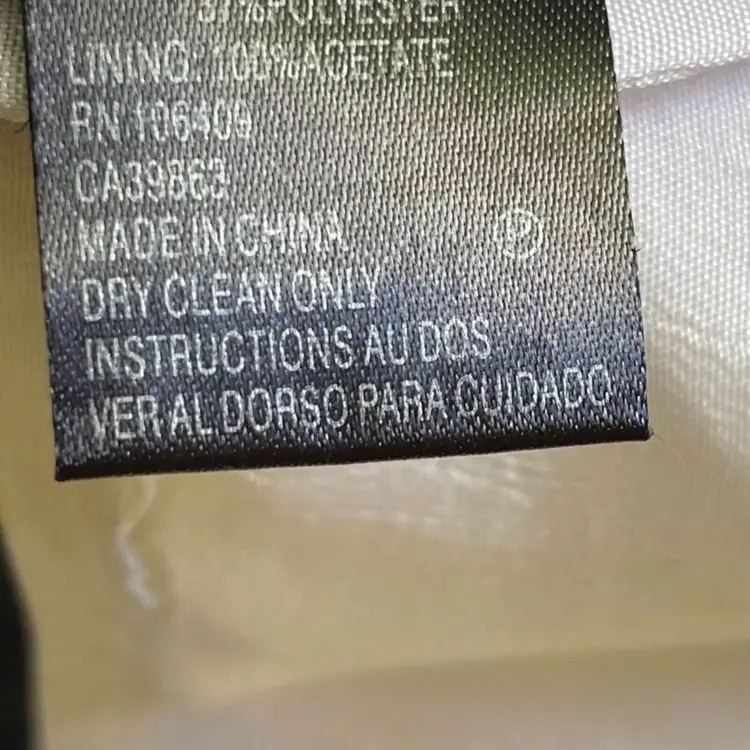 %POLYESTER
LINING:100%ACETATE
RN 106409
CA39863
MADE IN CHINA
P
DRY CLEAN ONLY
INSTRUCTIONS AU DOS
VER AL DORSO PARA CUIDADO